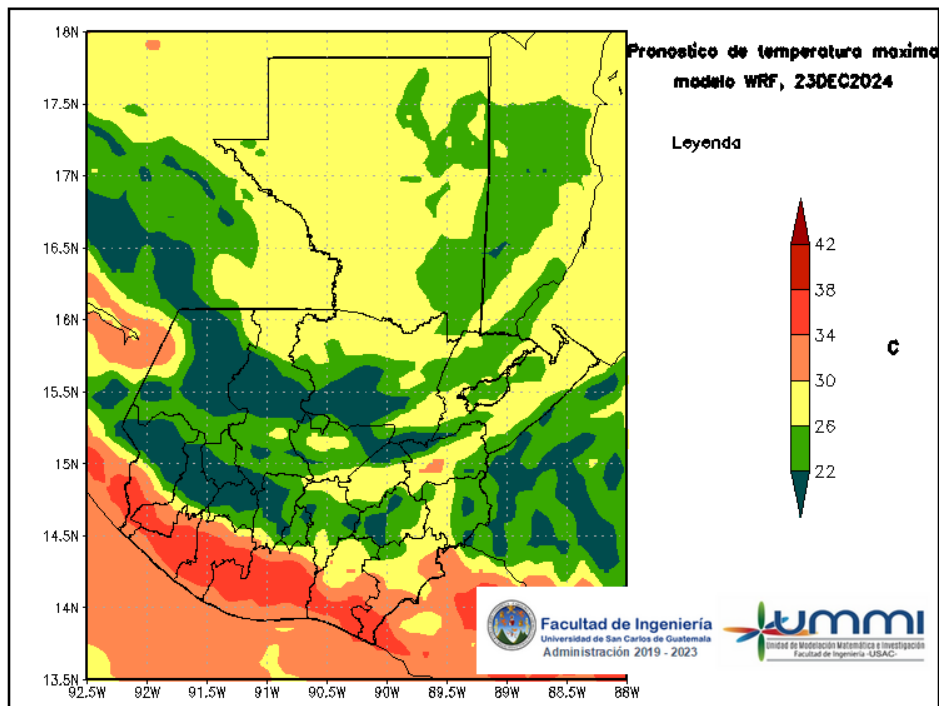 Pronostico de temperatura maxima
modelo WRF, 23DEC2024
Leyenda
42
38
34
30
26
22
C
18N
17.5N
17N
16.5N
16N
15.5N
15N
14.5N
14N
13.5N
92.5W
92W
91.5W
91W
90.5W
90W
89.5W
89W
88.5W
88W
Facultad de Ingeniería
Universidad de San Carlos de Guatemala
Administración 2019 - 2023
ummi
Unidad de Modelación Matemática e Investigación
Facultad de Ingeniería -USAC-